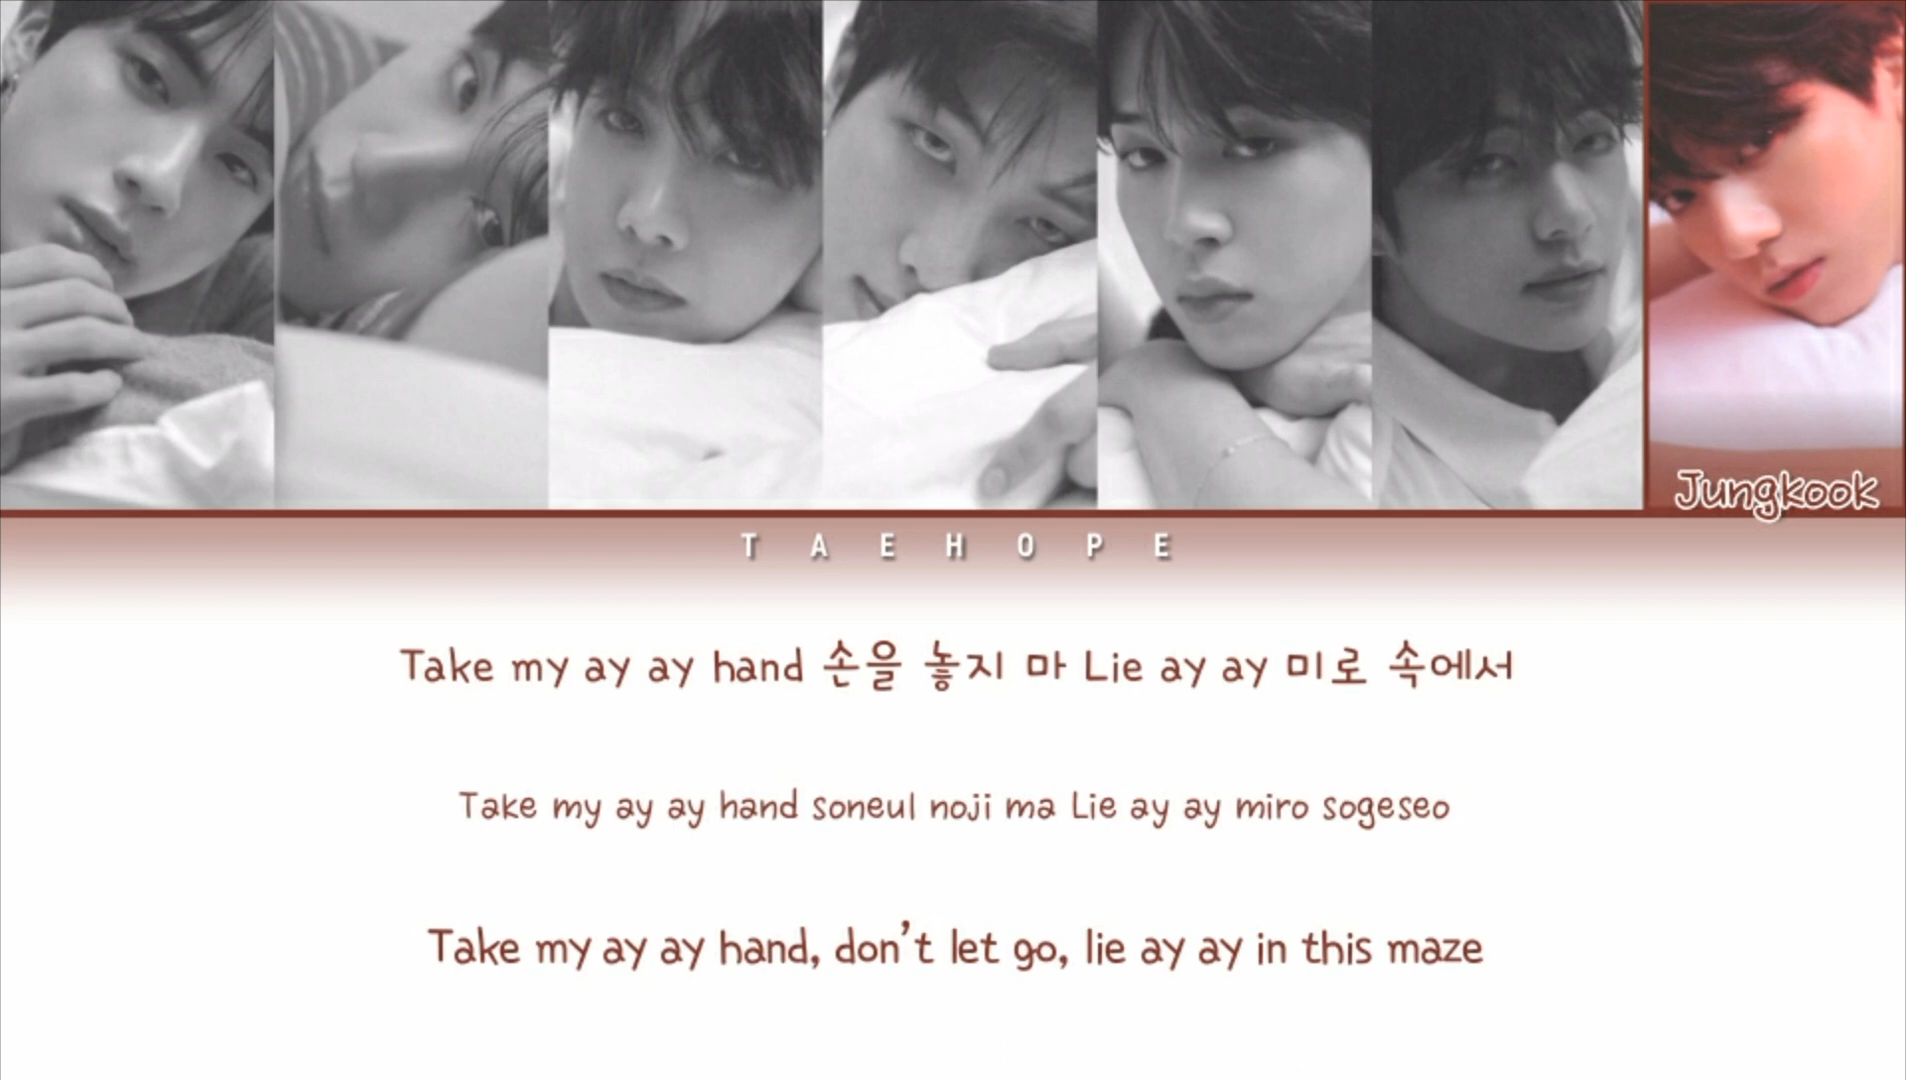 Jungkook
TAEHOPE
Take my ay ay hand 손을 놓지 마 Lie ay ay 미로 속에서
Take my ay ay hand soneul noji ma Lie ay ay miro sogeseo
Take my ay ay hand, don't let go, lie ay ay in this maze